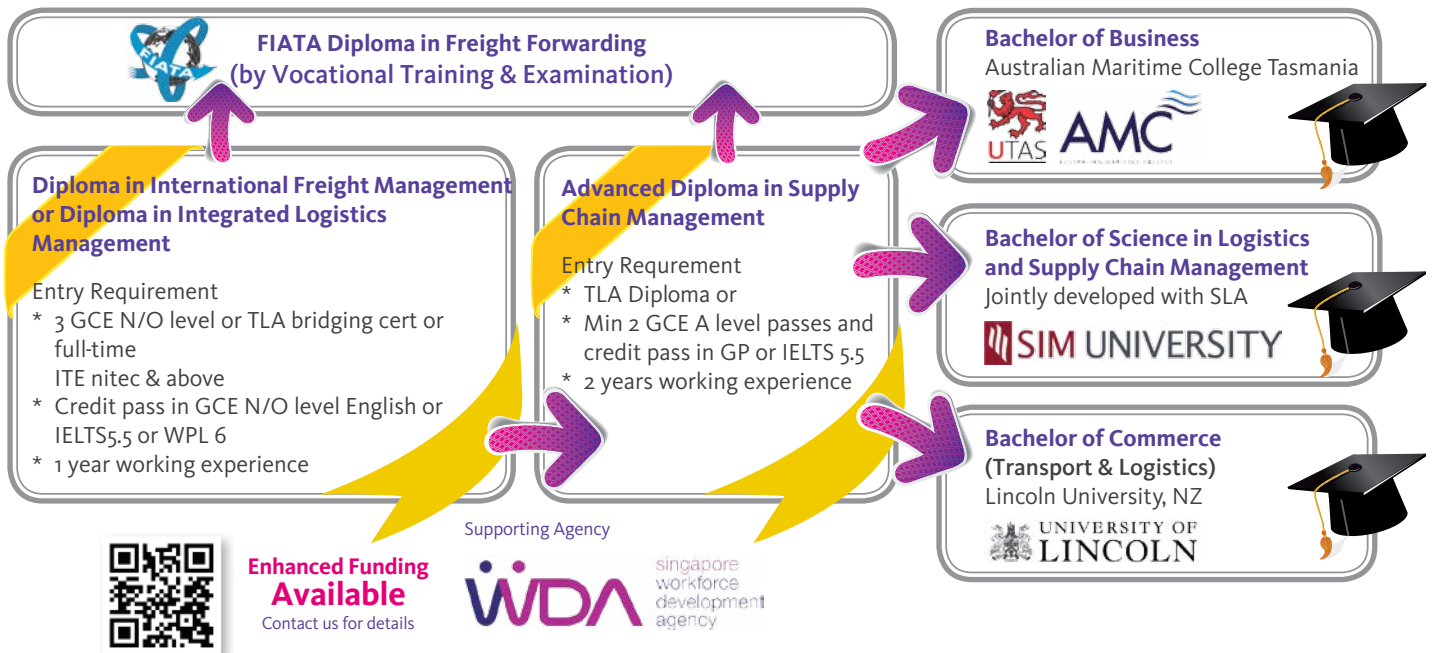 FIATA
FIATA Diploma in Freight Forwarding
(by Vocational Training & Examination)
Diploma in International Freight Management
or Diploma in Integrated Logistics
Management
Entry Requirement
* 3 GCE N/O level or TLA bridging cert or
full-time
ITE nitec & above
* Credit pass in GCE N/O level English or
IELTS5.5 or WPL 6
* 1 year working experience
Advanced Diploma in Supply
Chain Management
Entry Requrement
* TLA Diploma or
* Min 2 GCE A level passes and
credit pass in GP or IELTS 5.5
* 2 years working experience
Bachelor of Business
Australian Maritime College Tasmania
UTAS
AMC
Bachelor of Science in Logistics
and Supply Chain Management
Jointly developed with SLA
SIM UNIVERSITY
Bachelor of Commerce
(Transport & Logistics)
Lincoln University, NZ
UNIVERSITY OF
LINCOLN
Enhanced Funding
Available
Contact us for details
Supporting Agency
WDA
singapore
workforce
development
agency